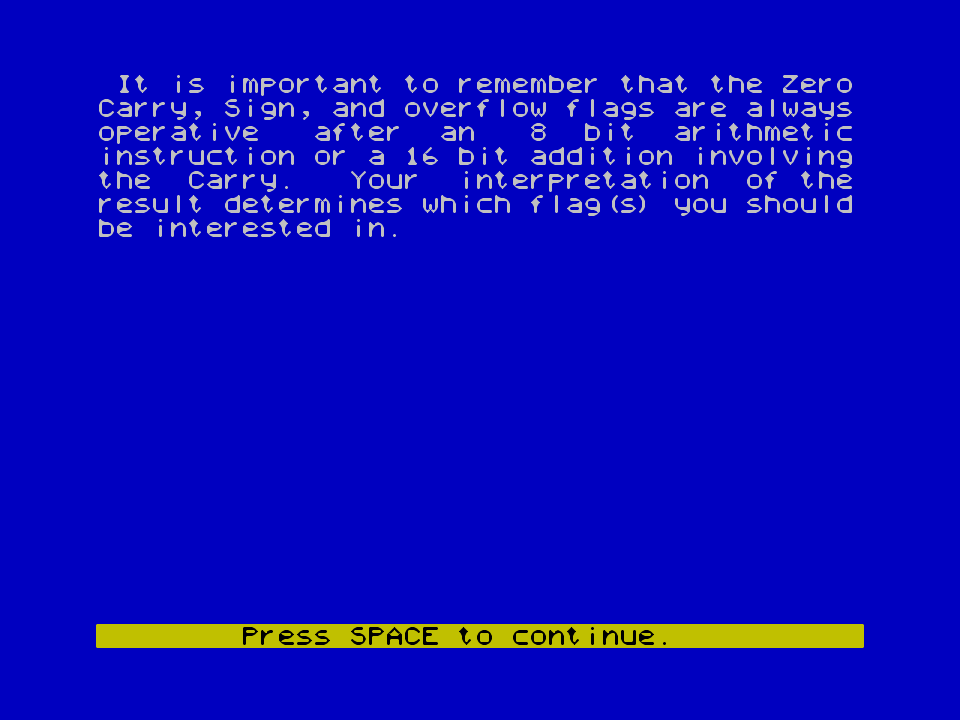 It is important to remember that the Zero
Carry, Sign, and overflow flags are always
operative after an 8 bit arithmetic
instruction or a 16 bit addition involving
the Carry. Your interpretation of the
result determines which flag(s) you should
be interested in.
Press SPACE to continue.